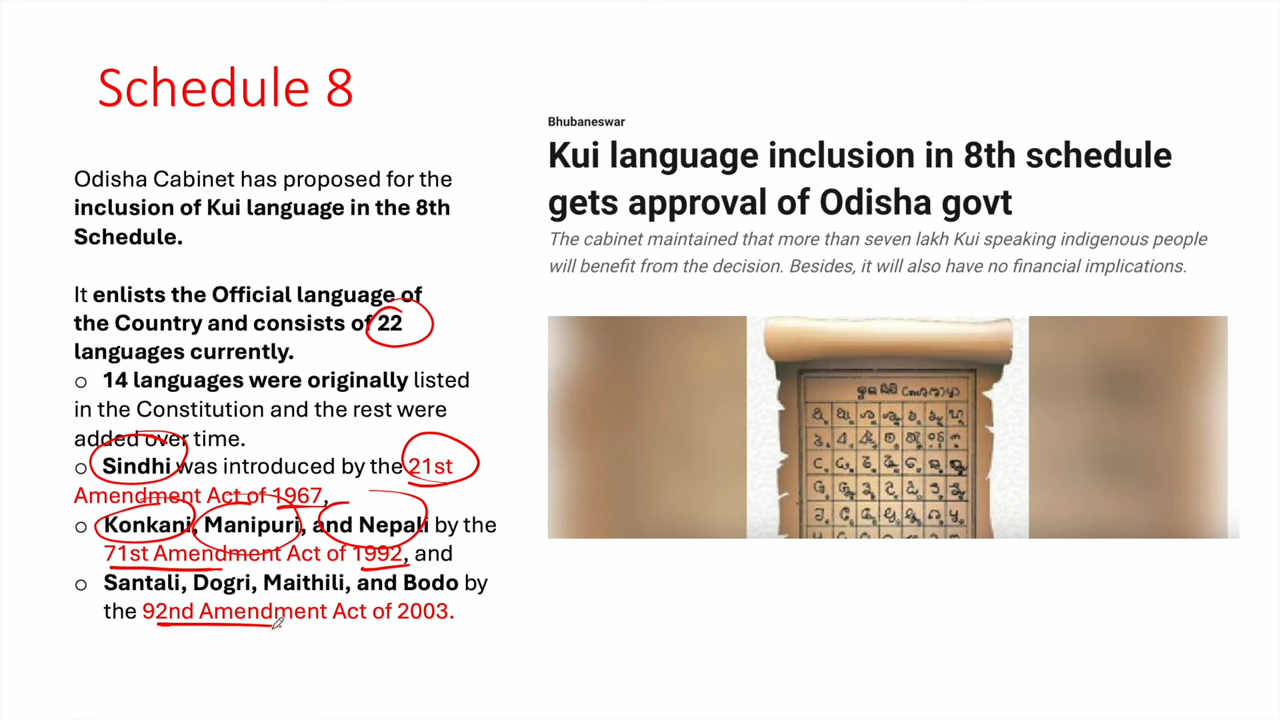 Schedule 8
Odisha Cabinet has proposed for the
inclusion of Kui language in the 8th
Schedule.
It enlists the Official language of
the Country and consists of 22
languages currently.
o 14 languages were originally listed
in the Constitution and the rest were
added over time.
o Sindhi was introduced by the 21st
Amendment Act of 1967,
o Konkani, Manipuri, and Nepali by the
71st Amendment Act of 1992, and
o Santali, Dogri, Maithili, and Bodo by
the 92nd Amendment Act of 2003.
Bhubaneswar
Kui language inclusion in 8th schedule
gets approval of Odisha govt
The cabinet maintained that more than seven lakh Kui speaking indigenous people
will benefit from the decision. Besides, it will also have no financial implications.